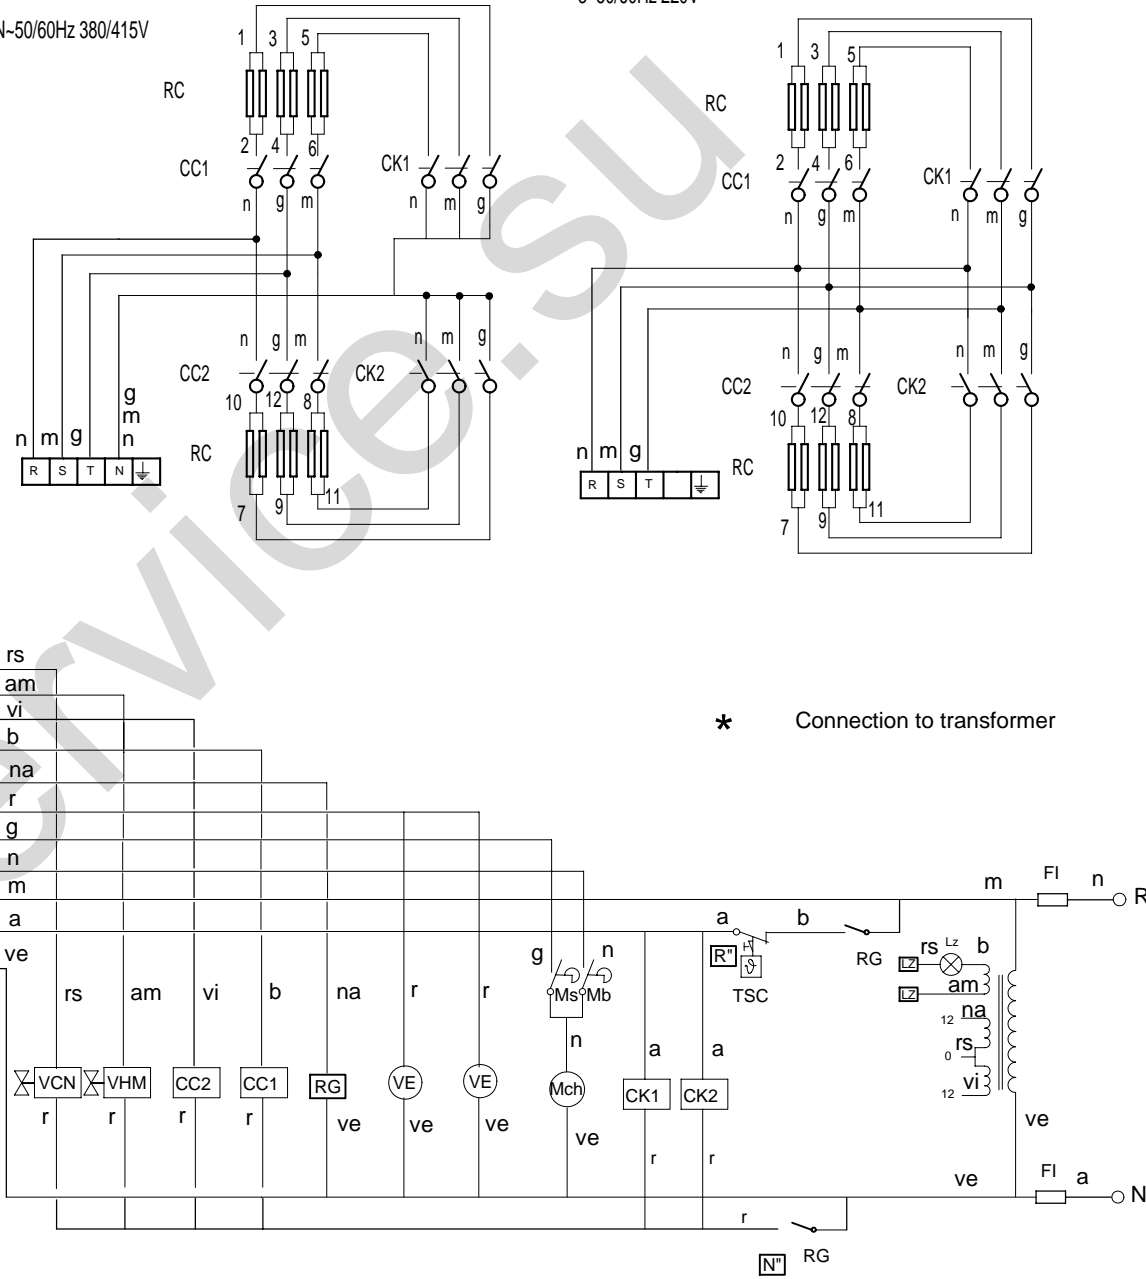 N~50/60Hz 380/415V
1 3 5
RC
2 4 6
CC1
CK1
n g m
n m g
n g m
n m g
CC2
CK2
10 12 8
g
m
n
n m g
RC
R S T N
7 9 11
1 3 5
RC
2 4 6
CC1
CK1
n g m
n m g
n g m
n m g
CC2
CK2
10 12 8
n m g
RC
R S T
7 9 11
service.su
rs
am
vi
b
na
r
g
n
m
a
ve
* Connection to transformer
m FI n R
a b
R"
TSC
RG
LZ rs Lz b
LZ am
12 na
0 rs
12 vi
ve
g n
Ms Mb
n
rs am vi b na r r
a a
VCN VHM CC2 CC1 RG VE VE Mch CK1 CK2
r r r r ve ve ve ve
r r
ve FI a N
r
RG
N"